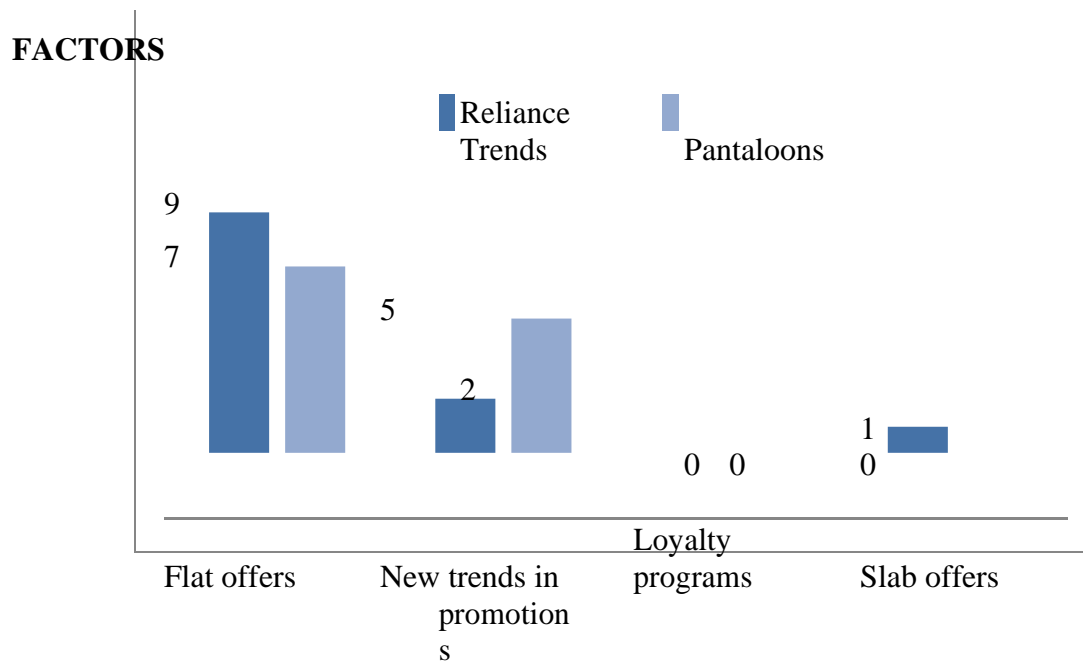 FACTORS
Reliance
Trends
Pantaloons
9
7
5
2
0 0
1
0
Flat offers
New trends in
promotion
s
Loyalty
programs
Slab offers